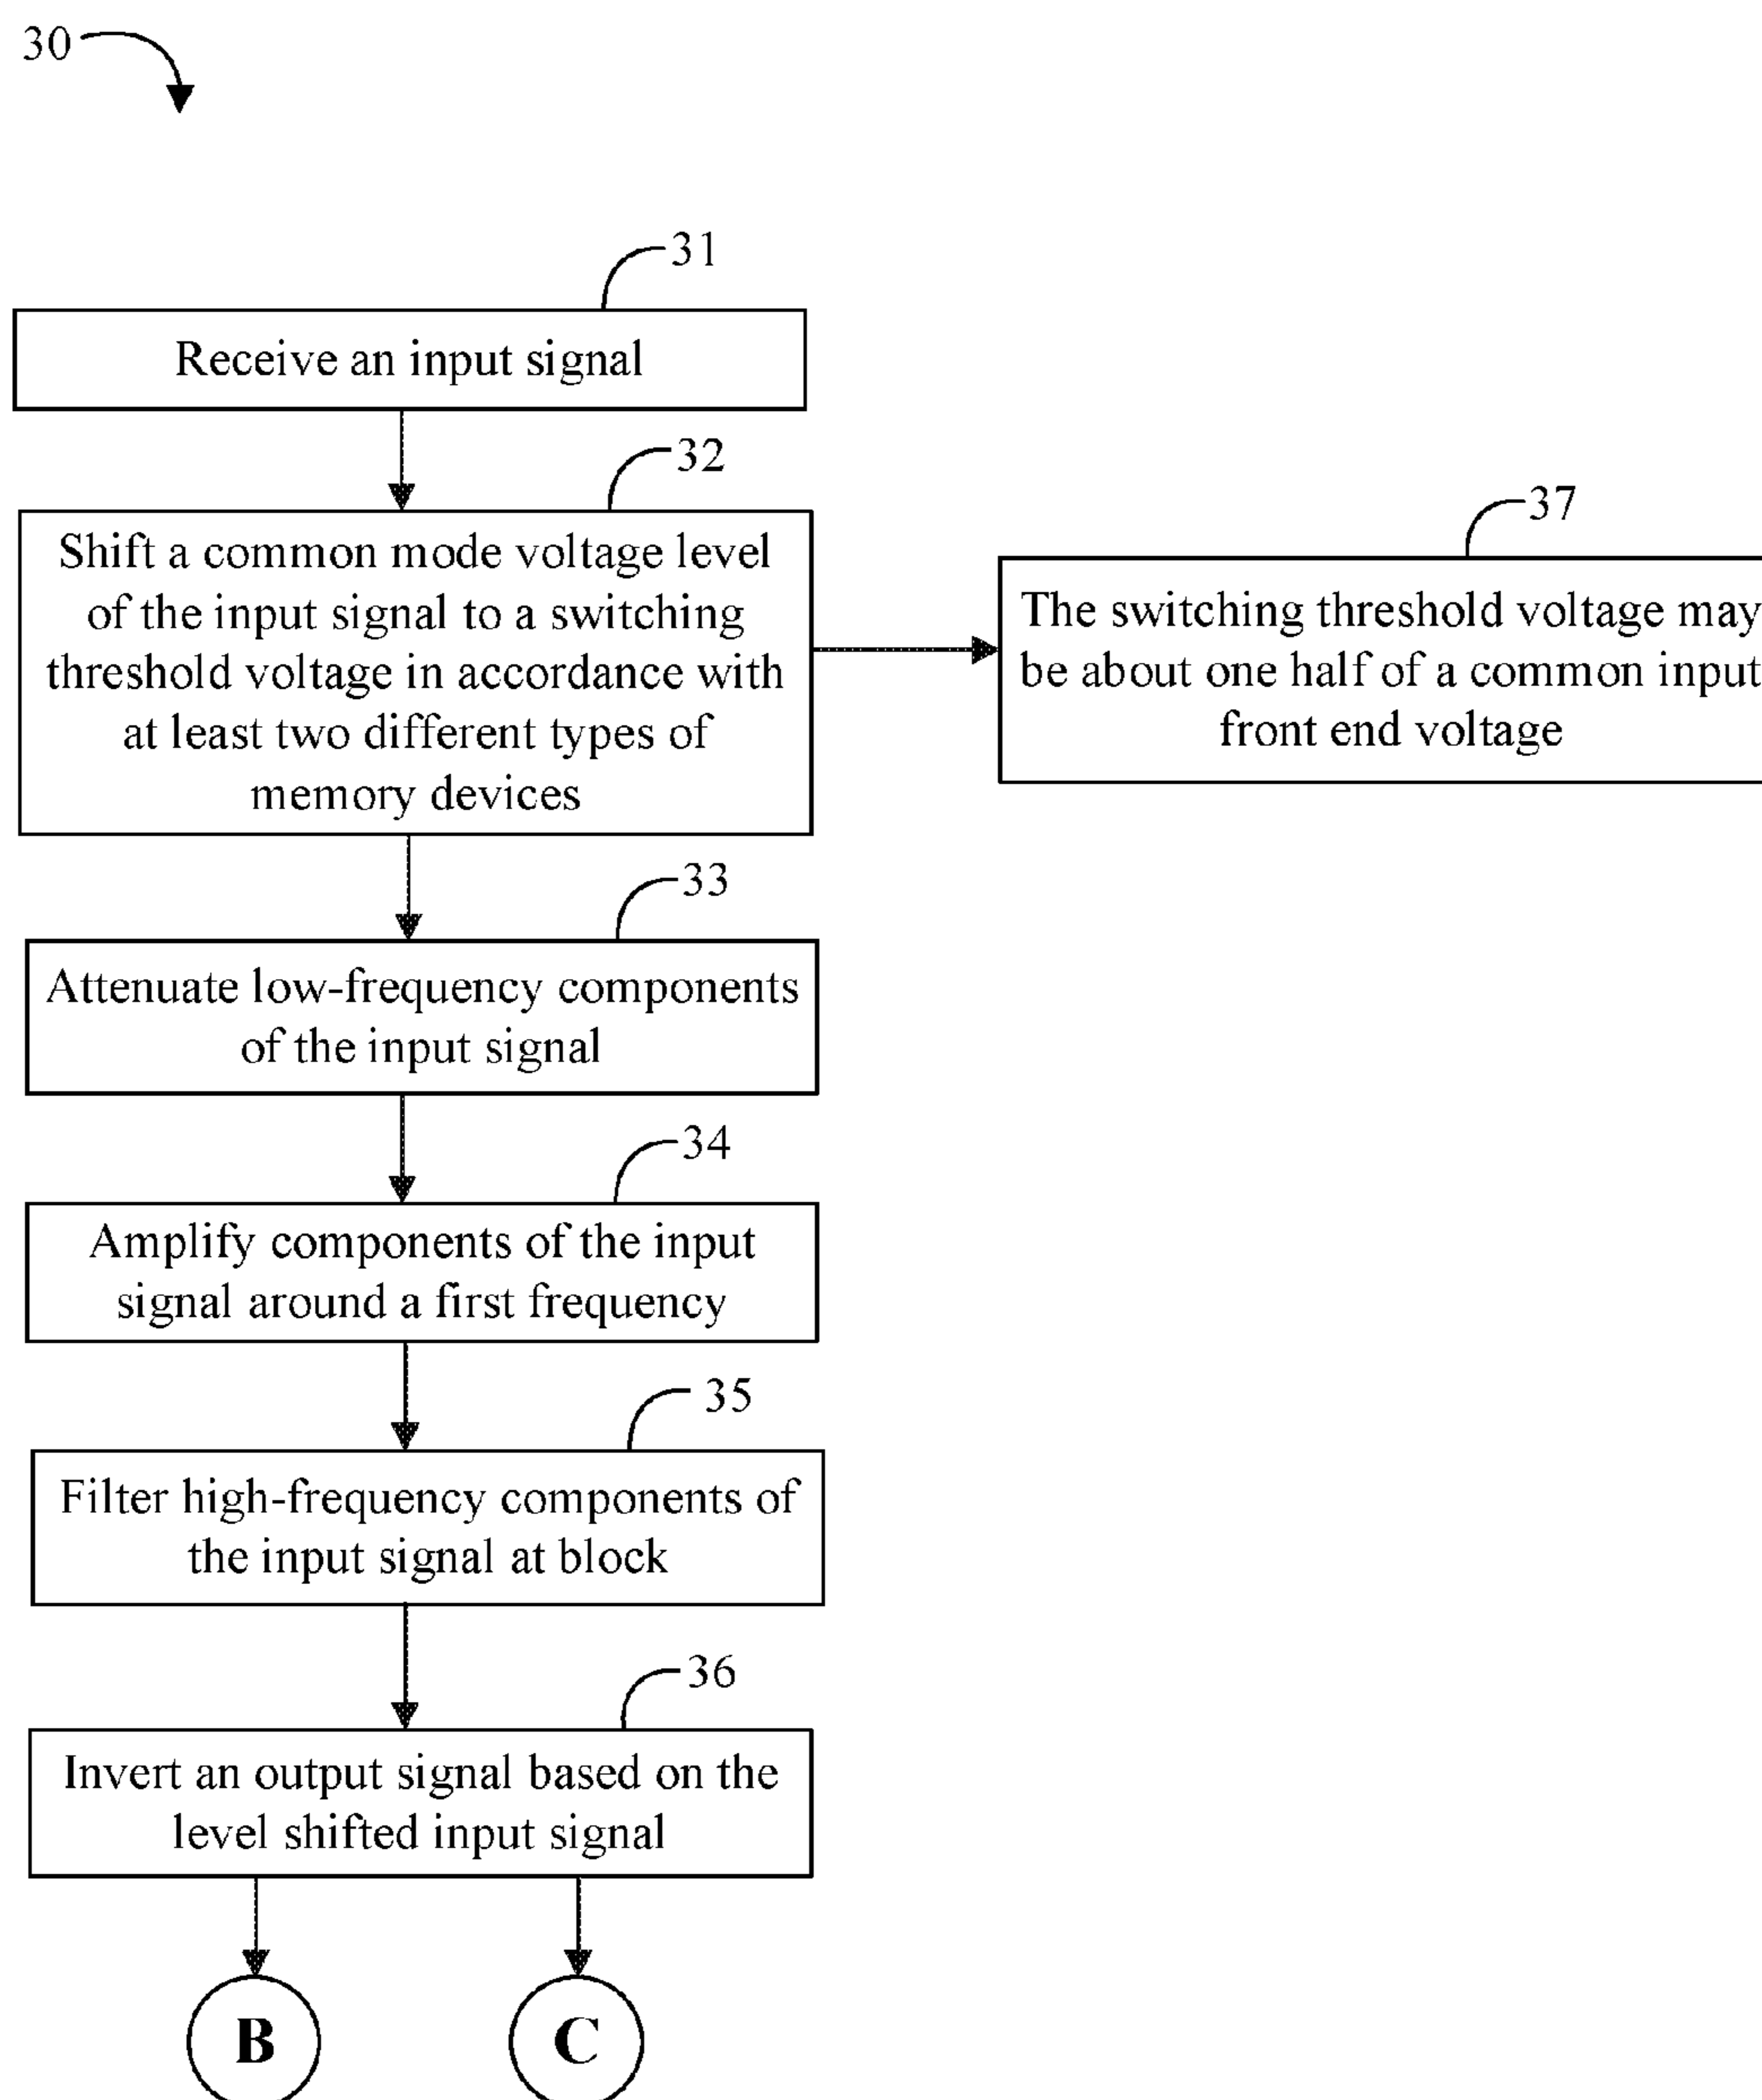 30
31
Receive an input signal
32
Shift a common mode voltage level
of the input signal to a switching
threshold voltage in accordance with
at least two different types of
memory devices
37
The switching threshold voltage may
be about one half of a common input
front end voltage
33
Attenuate low-frequency components
of the input signal
34
Amplify components of the input
signal around a first frequency
35
Filter high-frequency components of
the input signal at block
36
Invert an output signal based on the
level shifted input signal
B
C